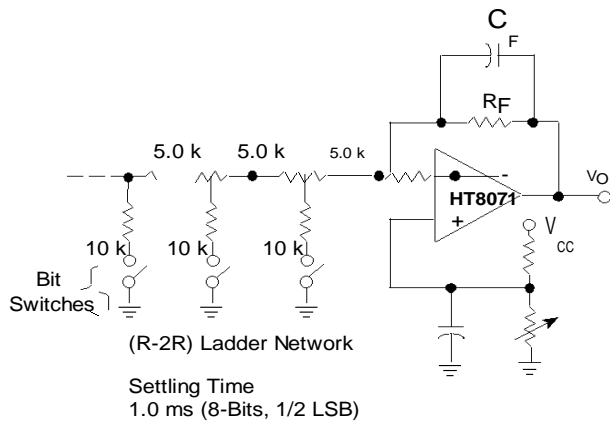 C
F
R F
5.0 k 5.0 k 5.0 k
-
HT8071
+
VO
V CC
10 k 10 k 10 k
Bit
Switches
(R-2R) Ladder Network
Settling Time
1.0 ms (8-Bits, 1/2 LSB)